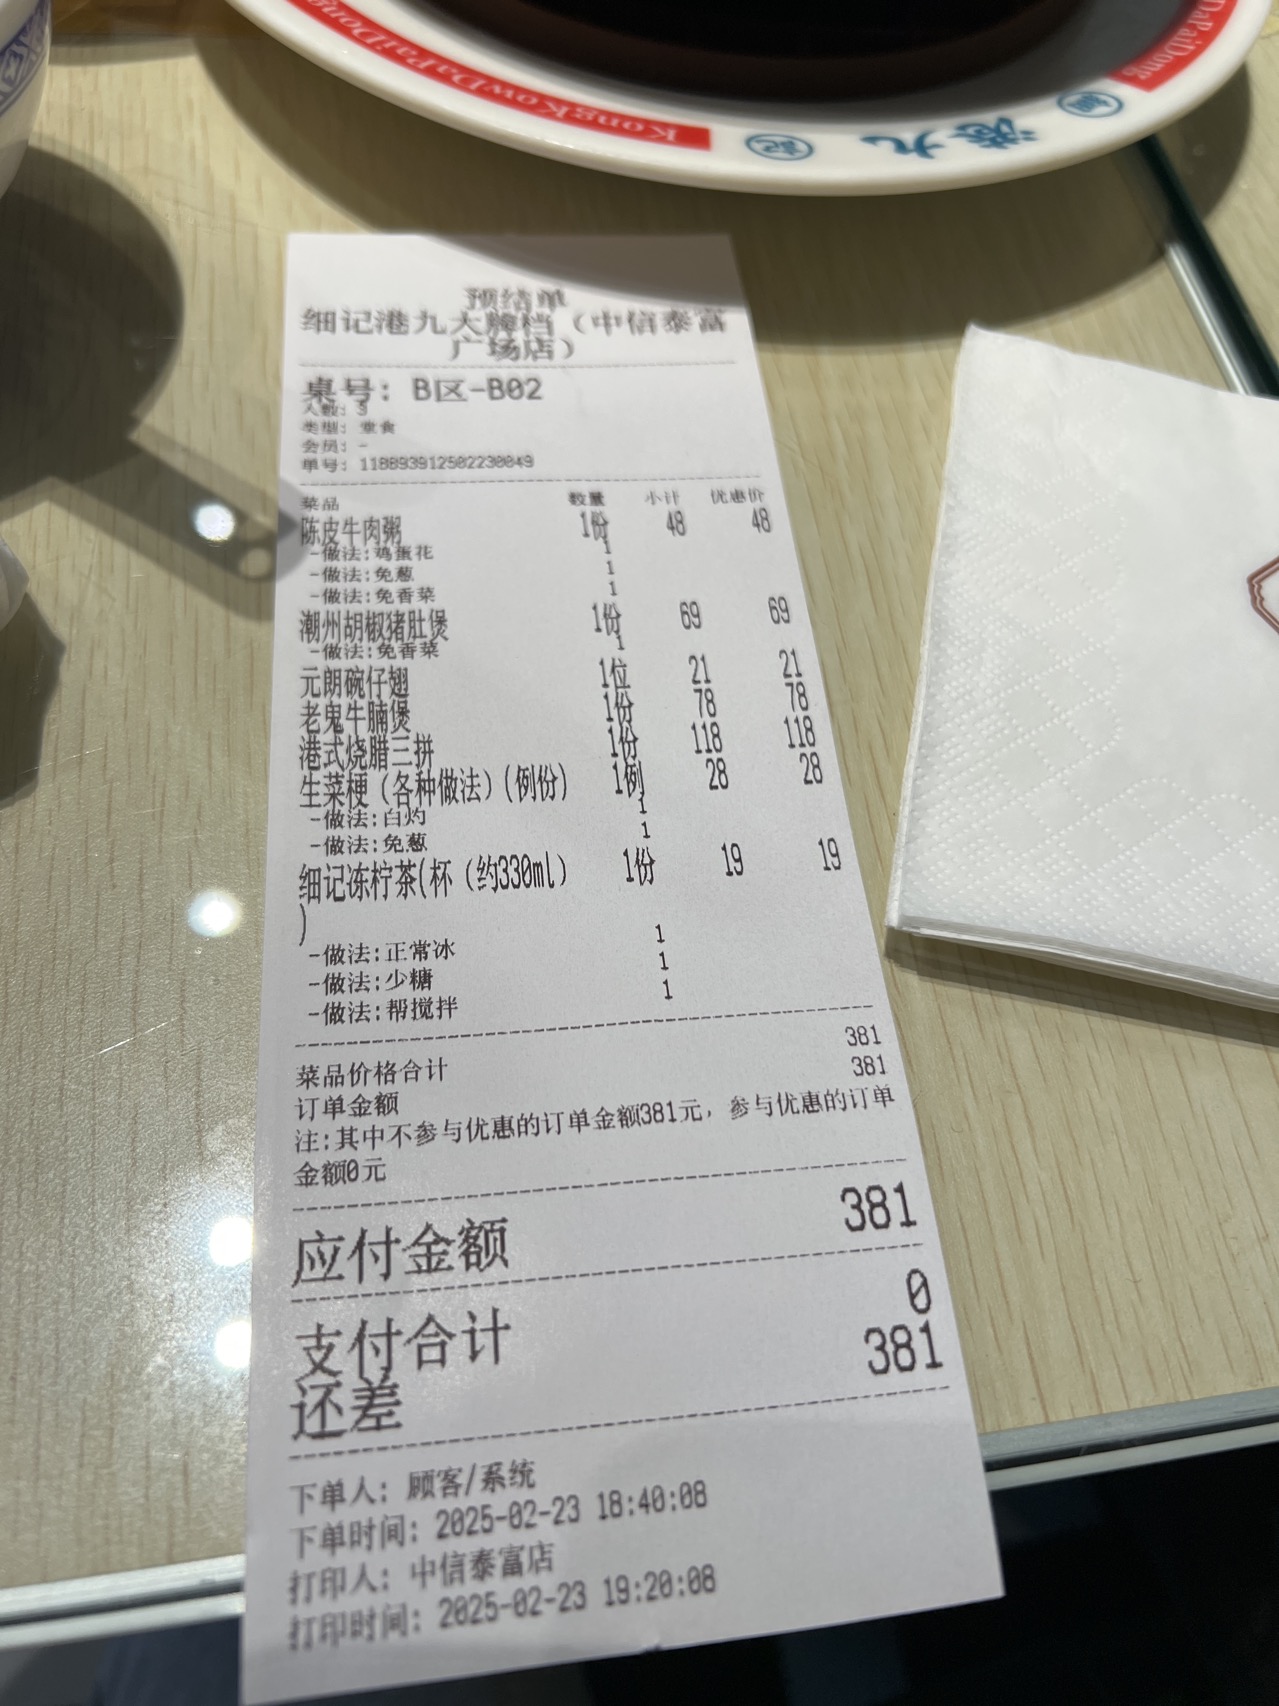 KongKowDaPaiDong
DaPaiDong
細 港九 記
预结单
细记港九大牌档（中信泰富
广场店）
桌号：B区-B02
人数：3
类型：堂食
会员：-
单号：118893912502230049
菜品 数量 小计 优惠价
陈皮牛肉粥 1份 48 48
-做法:鸡蛋花 1
-做法:免葱 1
-做法:免香菜 1
潮州胡椒猪肚煲 1份 69 69
-做法:免香菜 1
元朗碗仔翅 1位 21 21
老鬼牛腩煲 1份 78 78
港式烧腊三拼 1份 118 118
生菜梗（各种做法）(例份) 1例 28 28
-做法:白灼 1
-做法:免葱 1
细记冻柠茶(杯（约330ml） 1份 19 19
)
-做法:正常冰 1
-做法:少糖 1
-做法:帮搅拌 1
菜品价格合计 381
订单金额 381
注:其中不参与优惠的订单金额381元，参与优惠的订单
金额0元
应付金额 381
支付合计 0
还差 381
下单人：顾客/系统
下单时间：2025-02-23 18:40:08
打印人：中信泰富店
打印时间：2025-02-23 19:20:08